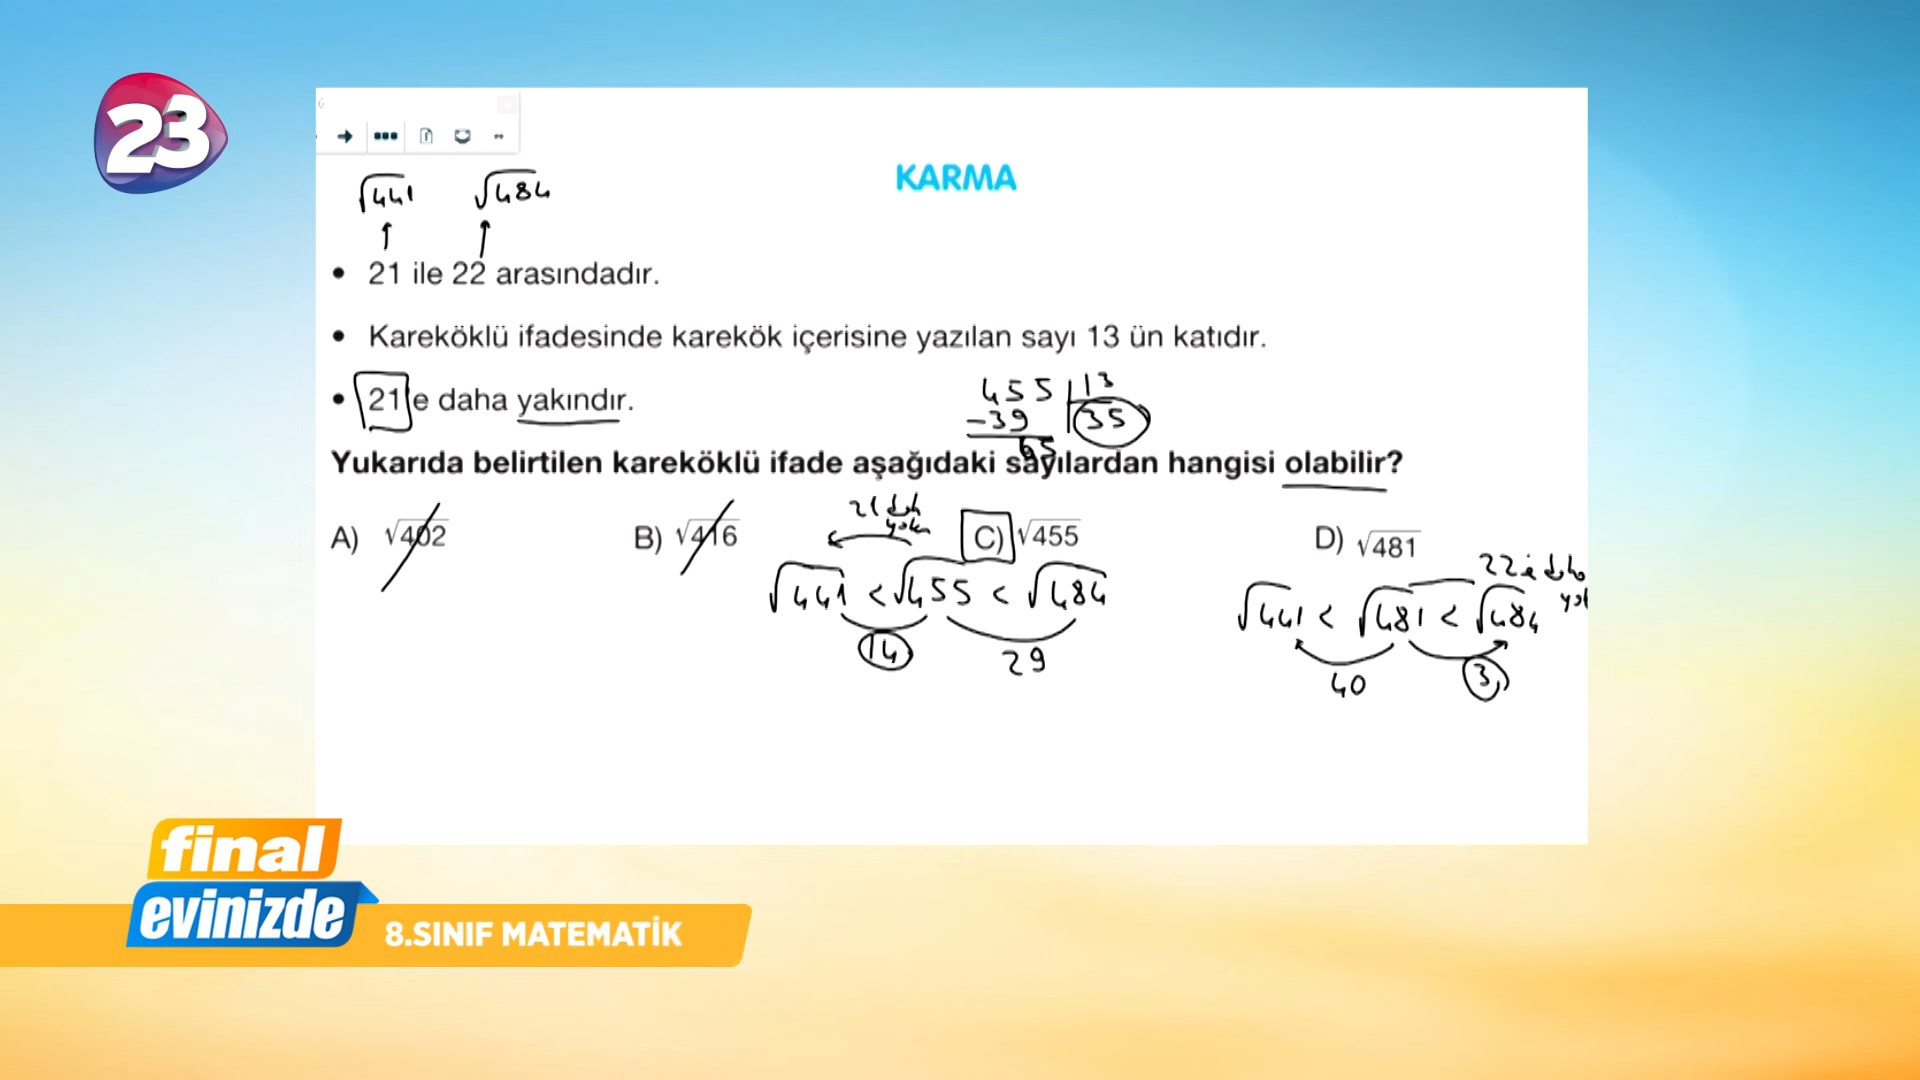 23
KARMA
√441 √484
• 21 ile 22 arasındadır.
• Kareköklü ifadesinde karekök içerisine yazılan sayı 13 ün katıdır.
• 21 e daha yakındır.
455 | 13
-39 35
65
Yukarıda belirtilen kareköklü ifade aşağıdaki sayılardan hangisi olabilir?
A) √402 B) √416 C) √455 D) √481
√441 < √455 < √484
14 29
√441 < √481 < √484
40 3
final
evinizde
8.SINIF MATEMATİK